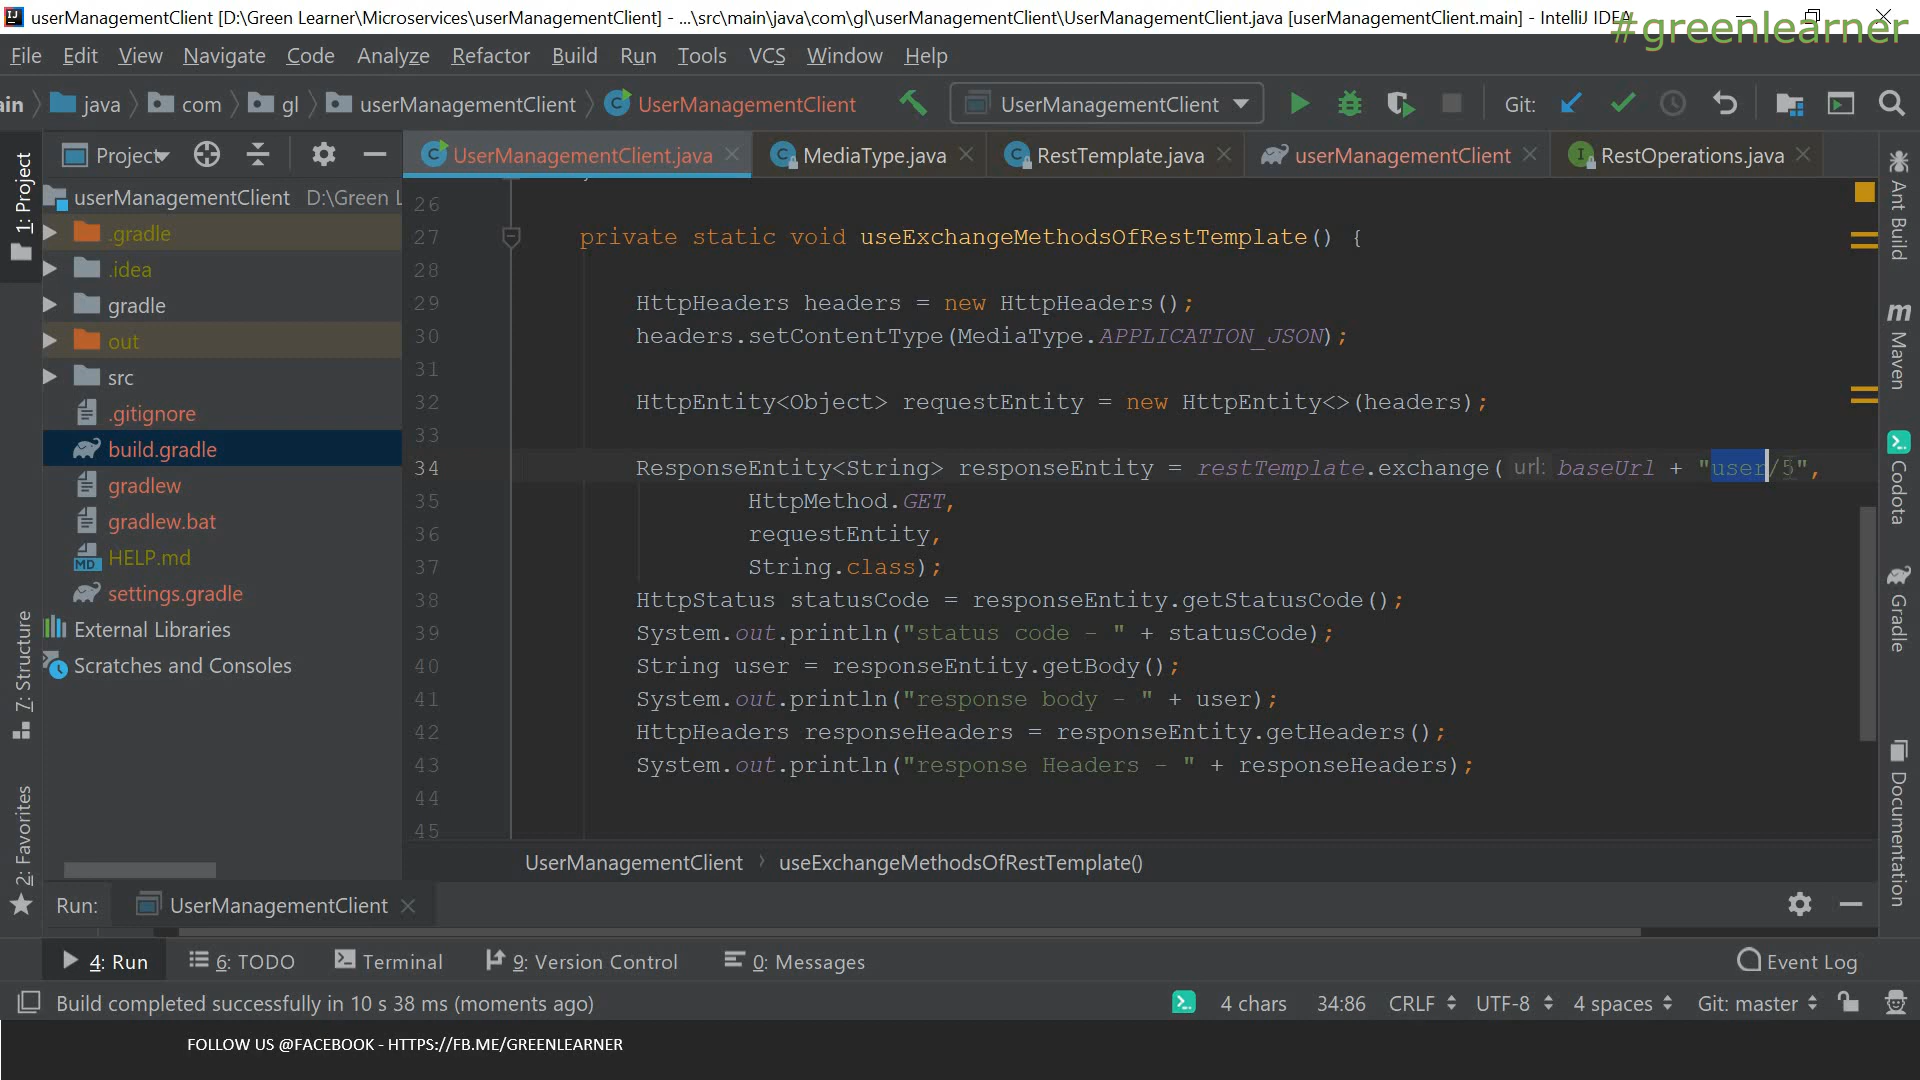 userManagementClient [D:\Green Learner\Microservices\userManagementClient] - ...\src\main\java\com\gl\userManagementClient\UserManagementClient.java [userManagementClient.main] - IntelliJ IDEA
#greenlearner
File Edit View Navigate Code Analyze Refactor Build Run Tools VCS Window Help
ain java com gl userManagementClient UserManagementClient UserManagementClient Git:
1: Project
Project
UserManagementClient.java MediaType.java RestTemplate.java userManagementClient RestOperations.java
userManagementClient D:\Green L
.gradle
.idea
gradle
out
src
.gitignore
build.gradle
gradlew
gradlew.bat
HELP.md
settings.gradle
External Libraries
Scratches and Consoles
26
27 private static void useExchangeMethodsOfRestTemplate() {
28
29 HttpHeaders headers = new HttpHeaders();
30 headers.setContentType(MediaType.APPLICATION_JSON);
31
32 HttpEntity<Object> requestEntity = new HttpEntity<>(headers);
33
34 ResponseEntity<String> responseEntity = restTemplate.exchange( url: baseUrl + "user/5",
35 HttpMethod.GET,
36 requestEntity,
37 String.class);
38 HttpStatus statusCode = responseEntity.getStatusCode();
39 System.out.println("status code - " + statusCode);
40 String user = responseEntity.getBody();
41 System.out.println("response body - " + user);
42 HttpHeaders responseHeaders = responseEntity.getHeaders();
43 System.out.println("response Headers - " + responseHeaders);
44
45
Ant Build
Maven
Codota
Gradle
Documentation
7: Structure
2: Favorites
UserManagementClient useExchangeMethodsOfRestTemplate()
Run: UserManagementClient
4: Run 6: TODO Terminal 9: Version Control 0: Messages Event Log
Build completed successfully in 10 s 38 ms (moments ago) 4 chars 34:86 CRLF UTF-8 4 spaces Git: master
FOLLOW US @FACEBOOK - HTTPS://FB.ME/GREENLEARNER